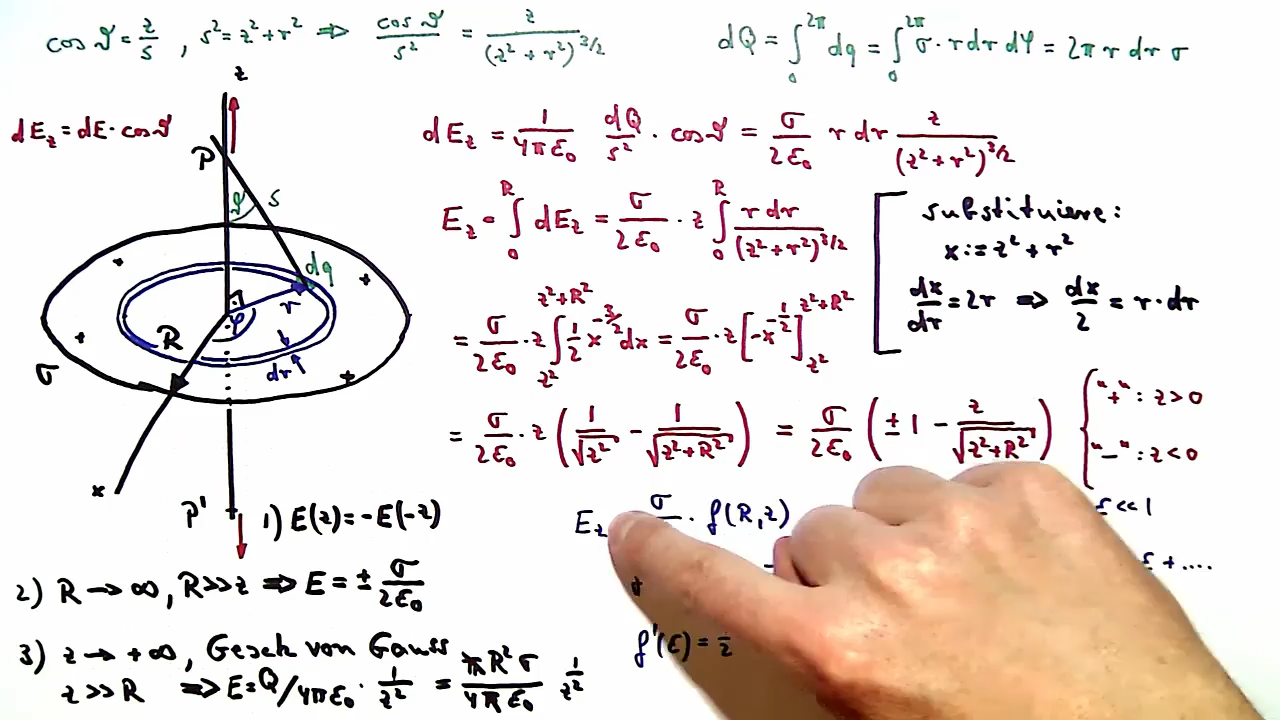 cos ϑ = z/s , s² = z² + r² ⇒ cos ϑ/s² = z/(z² + r²)^3/2
dQ = ∫₀^2π dq = ∫₀^2π σ · r dr dφ = 2π r dr σ
z
dE_z = dE · cos ϑ
dE_z = 1/4πε₀ dQ/s² · cos ϑ = σ/2ε₀ r dr z/(z² + r²)^3/2
P
ϑ
s
E_z = ∫₀^R dE_z = σ/2ε₀ · z ∫₀^R r dr/(z² + r²)^3/2
substituiere:
x := z² + r²
dx/dr = 2r ⇒ dx/2 = r · dr
+
dq
+
r
φ
R
+
dr
σ
+
= σ/2ε₀ · z ∫_z²^z²+R² 1/2 x^-3/2 dx = σ/2ε₀ · z [-x^-1/2]_z²^z²+R²
= σ/2ε₀ · z (1/√z² - 1/√z²+R²) = σ/2ε₀ (± 1 - z/√z²+R²)
"+" : z > 0
"–" : z < 0
x
P'
1) E(z) = -E(-z)
E_z σ · f(R,z)
<< 1
2) R → ∞, R >> z ⇒ E = ± σ/2ε₀
+ ....
3) z → +∞, Gesetz von Gauss
z >> R ⇒ E = Q/4πε₀ · 1/z² = πR²σ/4πε₀ 1/z²
f'(ε) =